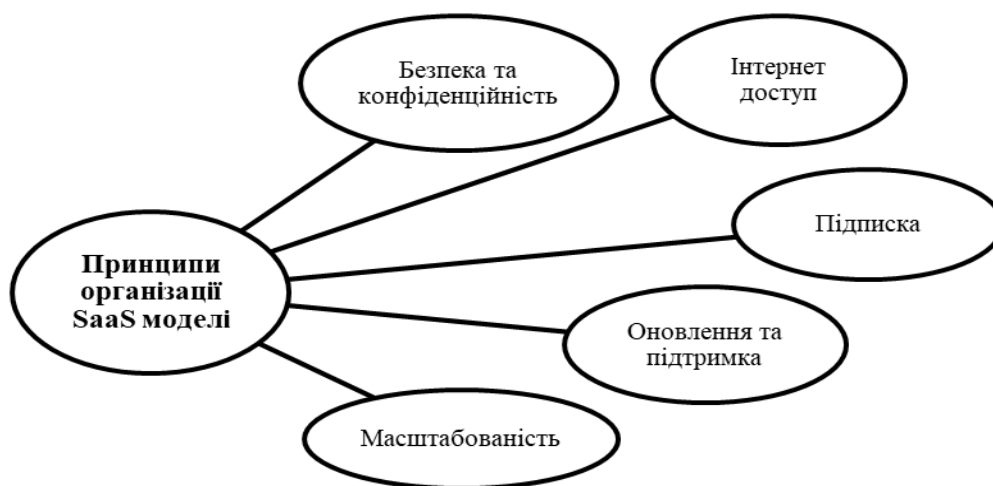 Безпека та
конфіденційність
Інтернет
доступ
Підписка
Принципи
організації
SaaS моделі
Оновлення та
підтримка
Масштабованість